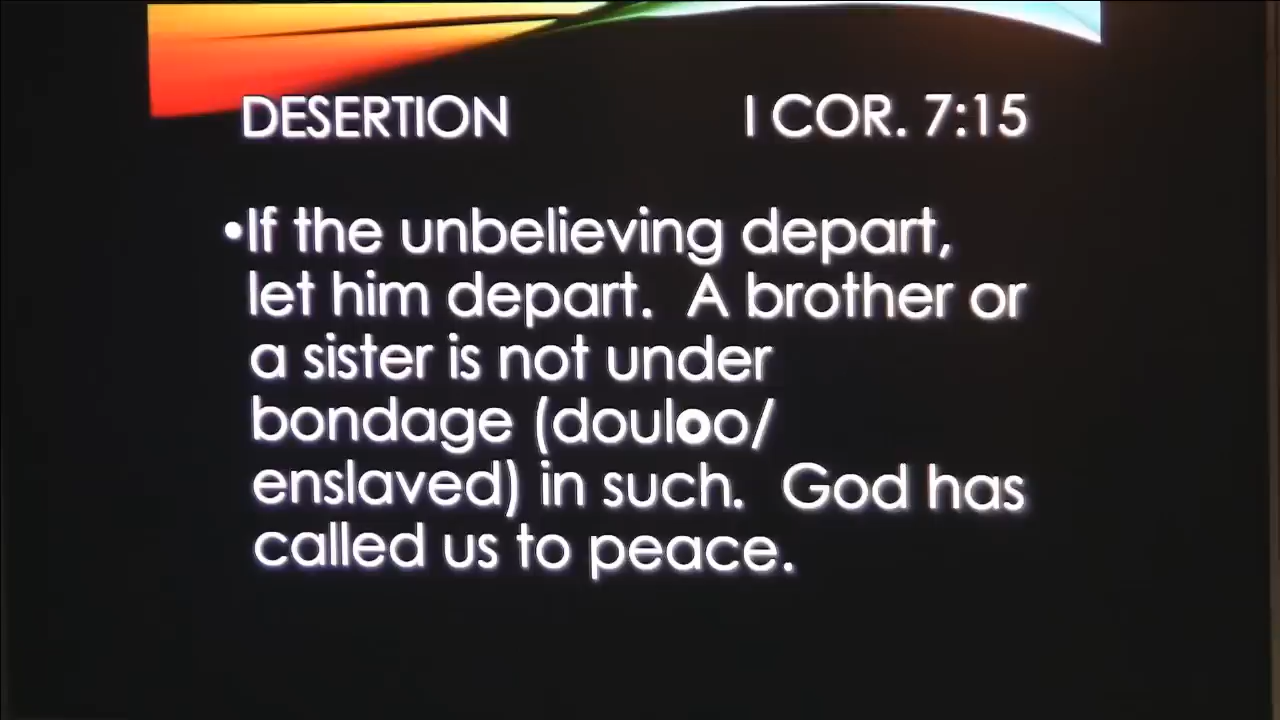 DESERTION I COR. 7:15
•If the unbelieving depart,
let him depart. A brother or
a sister is not under
bondage (douloo/
enslaved) in such. God has
called us to peace.